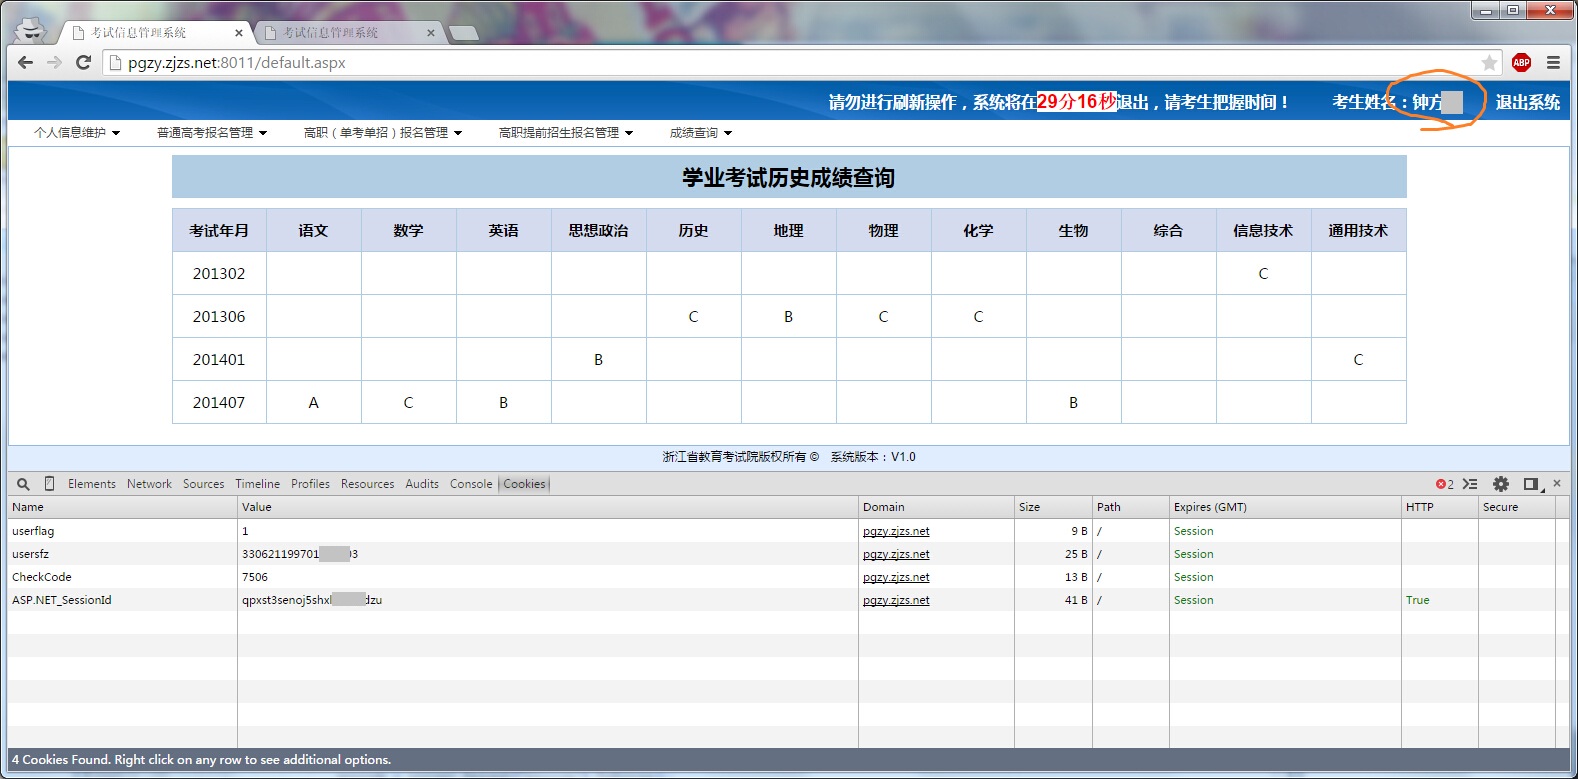 考试信息管理系统 考试信息管理系统
pgzy.zjzs.net:8011/default.aspx ABP
请勿进行刷新操作，系统将在29分16秒退出，请考生把握时间！ 考生姓名：钟方 退出系统
个人信息维护 普通高考报名管理 高职（单考单招）报名管理 高职提前招生报名管理 成绩查询
学业考试历史成绩查询
考试年月 语文 数学 英语 思想政治 历史 地理 物理 化学 生物 综合 信息技术 通用技术
201302 C
201306 C B C C
201401 B C
201407 A C B B
浙江省教育考试院版权所有 © 系统版本：V1.0
Elements Network Sources Timeline Profiles Resources Audits Console Cookies 2
Name Value Domain Size Path Expires (GMT) HTTP Secure
userflag 1 pgzy.zjzs.net 9 B / Session
usersfz 330621199701 03 pgzy.zjzs.net 25 B / Session
CheckCode 7506 pgzy.zjzs.net 13 B / Session
ASP.NET_SessionId qpxst3senoj5shxl dzu pgzy.zjzs.net 41 B / Session True
4 Cookies Found. Right click on any row to see additional options.